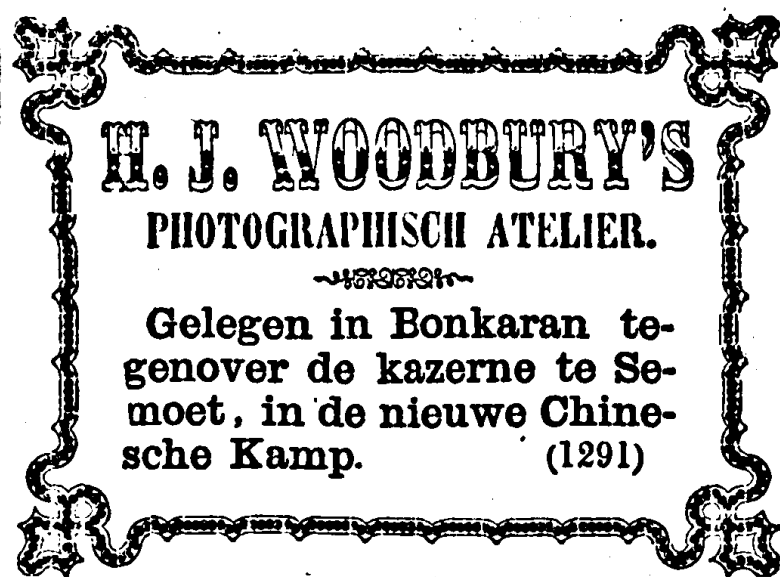 H. J. WOODBURY'S
PHOTOGRAPHISCH ATELIER.
Gelegen in Bonkaran te-
genover de kazerne te Se-
moet, in de nieuwe Chine-
sche Kamp. (1291)